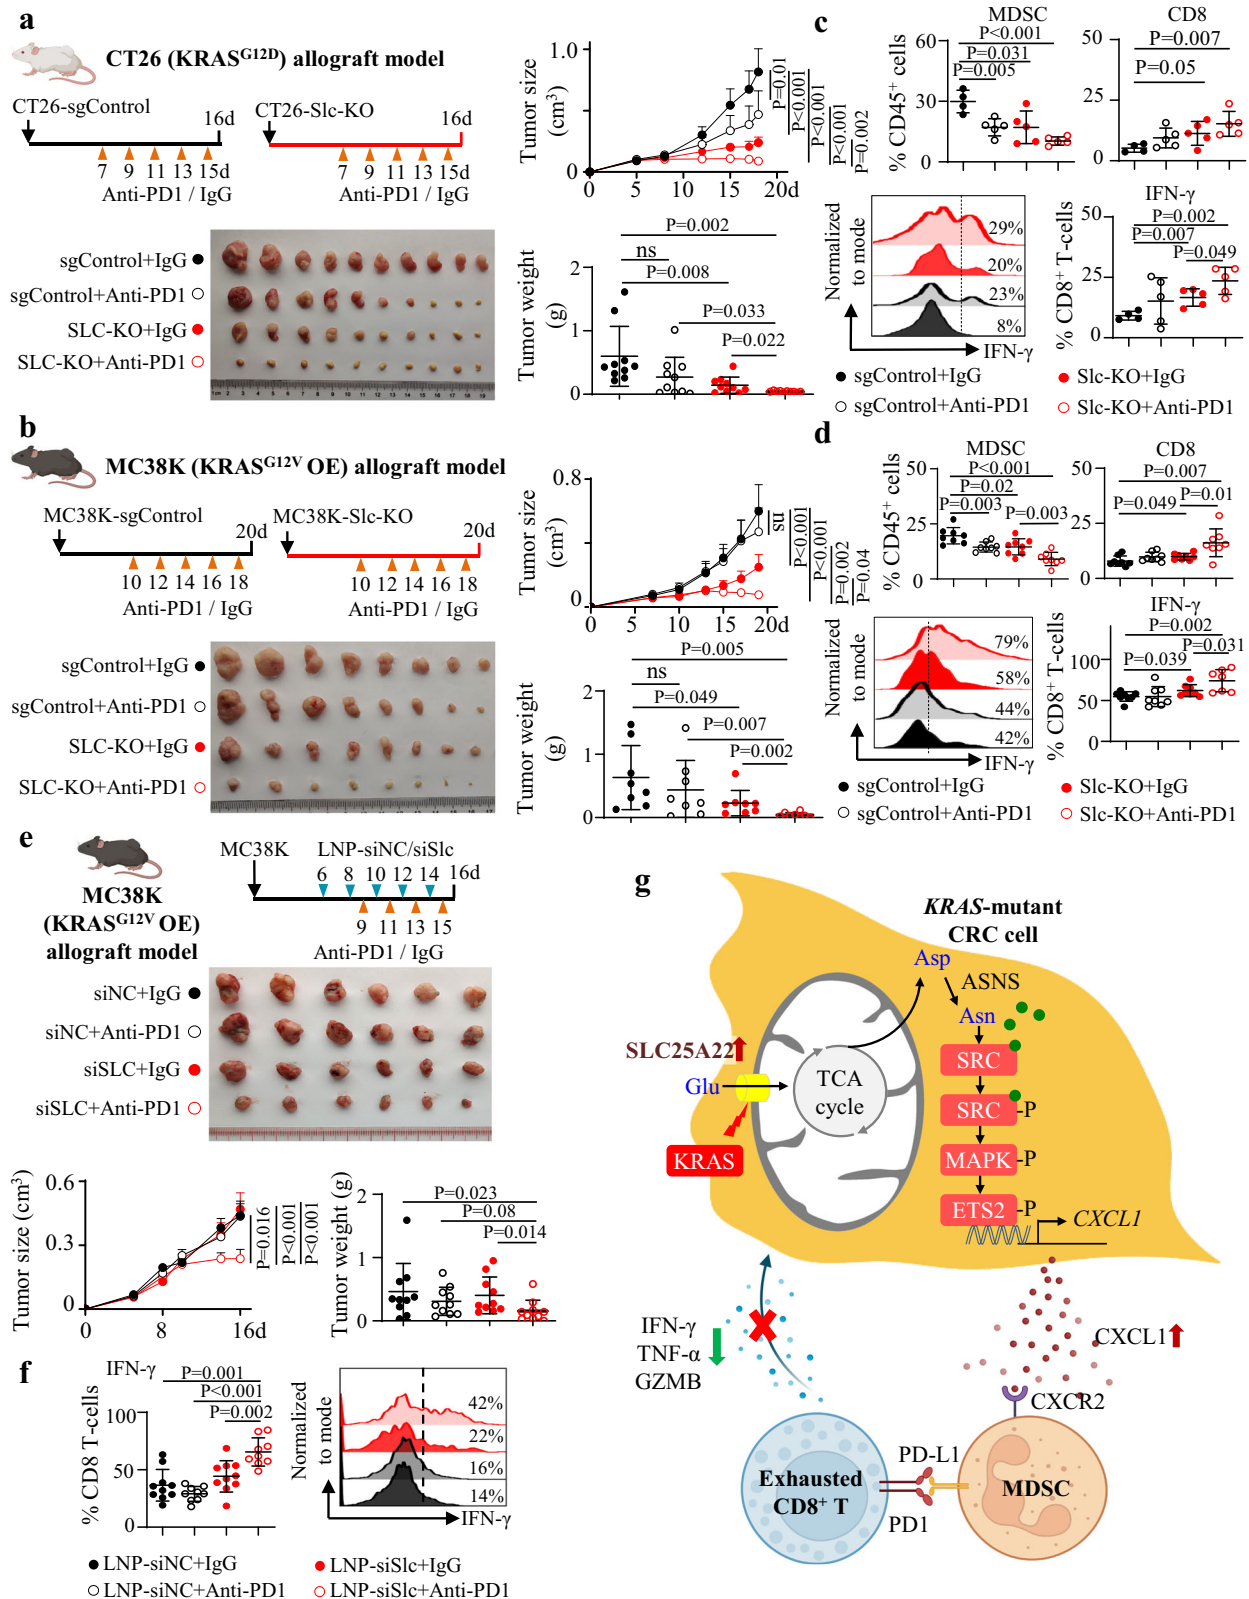 a
CT26 (KRASG12D) allograft model
CT26-sgControl
16d
7 9 11 13 15d
Anti-PD1 / IgG
CT26-Slc-KO
16d
7 9 11 13 15d
Anti-PD1 / IgG
sgControl+IgG
sgControl+Anti-PD1
SLC-KO+IgG
SLC-KO+Anti-PD1
Tumor size
(cm3)
1.0
0.5
0
0 5 10 15 20d
P=0.01
P<0.001
P<0.001
P<0.001
P=0.002
Tumor weight
(g)
2
1
0
P=0.002
ns
P=0.008
P=0.033
P=0.022
b
MC38K (KRASG12V OE) allograft model
MC38K-sgControl
20d
10 12 14 16 18
Anti-PD1 / IgG
MC38K-Slc-KO
20d
10 12 14 16 18
Anti-PD1 / IgG
sgControl+IgG
sgControl+Anti-PD1
SLC-KO+IgG
SLC-KO+Anti-PD1
Tumor size
(cm3)
0.8
0.4
0
0 5 10 15 20d
ns
P<0.001
P<0.001
P=0.002
P=0.04
Tumor weight
(g)
2
1
0
P=0.005
ns
P=0.049
P=0.007
P=0.002
c
MDSC
% CD45+ cells
60
30
0
P<0.001
P=0.031
P=0.005
CD8
50
25
0
P=0.007
P=0.05
Normalized
to mode
29%
20%
23%
8%
IFN-γ
IFN-γ
% CD8+ T-cells
50
25
0
P=0.002
P=0.007
P=0.049
sgControl+IgG
sgControl+Anti-PD1
Slc-KO+IgG
Slc-KO+Anti-PD1
d
MDSC
% CD45+ cells
50
25
0
P<0.001
P=0.02
P=0.003
P=0.003
CD8
50
25
0
P=0.007
P=0.01
P=0.049
Normalized
to mode
79%
58%
44%
42%
IFN-γ
IFN-γ
% CD8+ T-cells
100
50
0
P=0.002
P=0.031
P=0.039
sgControl+IgG
sgControl+Anti-PD1
Slc-KO+IgG
Slc-KO+Anti-PD1
e
MC38K
(KRASG12V OE)
allograft model
MC38K
LNP-siNC/siSlc
6 8 10 12 14 16d
9 11 13 15
Anti-PD1 / IgG
siNC+IgG
siNC+Anti-PD1
siSLC+IgG
siSLC+Anti-PD1
Tumor size (cm3)
0.6
0.3
0
0 8 16d
P=0.016
P<0.001
P<0.001
Tumor weight (g)
2
1
0
P=0.023
P=0.08
P=0.014
f
IFN-γ
% CD8 T-cells
100
50
0
P=0.001
P<0.001
P=0.002
Normalized
to mode
42%
22%
16%
14%
IFN-γ
LNP-siNC+IgG
LNP-siNC+Anti-PD1
LNP-siSlc+IgG
LNP-siSlc+Anti-PD1
g
KRAS-mutant
CRC cell
Asp
ASNS
Asn
SLC25A22
Glu
TCA
cycle
KRAS
SRC
SRC -P
MAPK -P
ETS2 -P
CXCL1
IFN-γ
TNF-α
GZMB
CXCL1
CXCR2
PD-L1
PD1
Exhausted
CD8+ T
MDSC